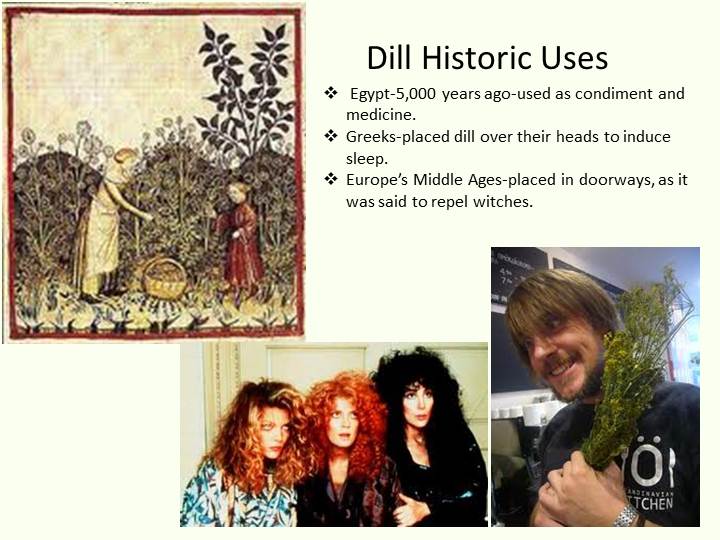 Dill Historic Uses
❖ Egypt-5,000 years ago-used as condiment and
medicine.
❖ Greeks-placed dill over their heads to induce
sleep.
❖ Europe's Middle Ages-placed in doorways, as it
was said to repel witches.